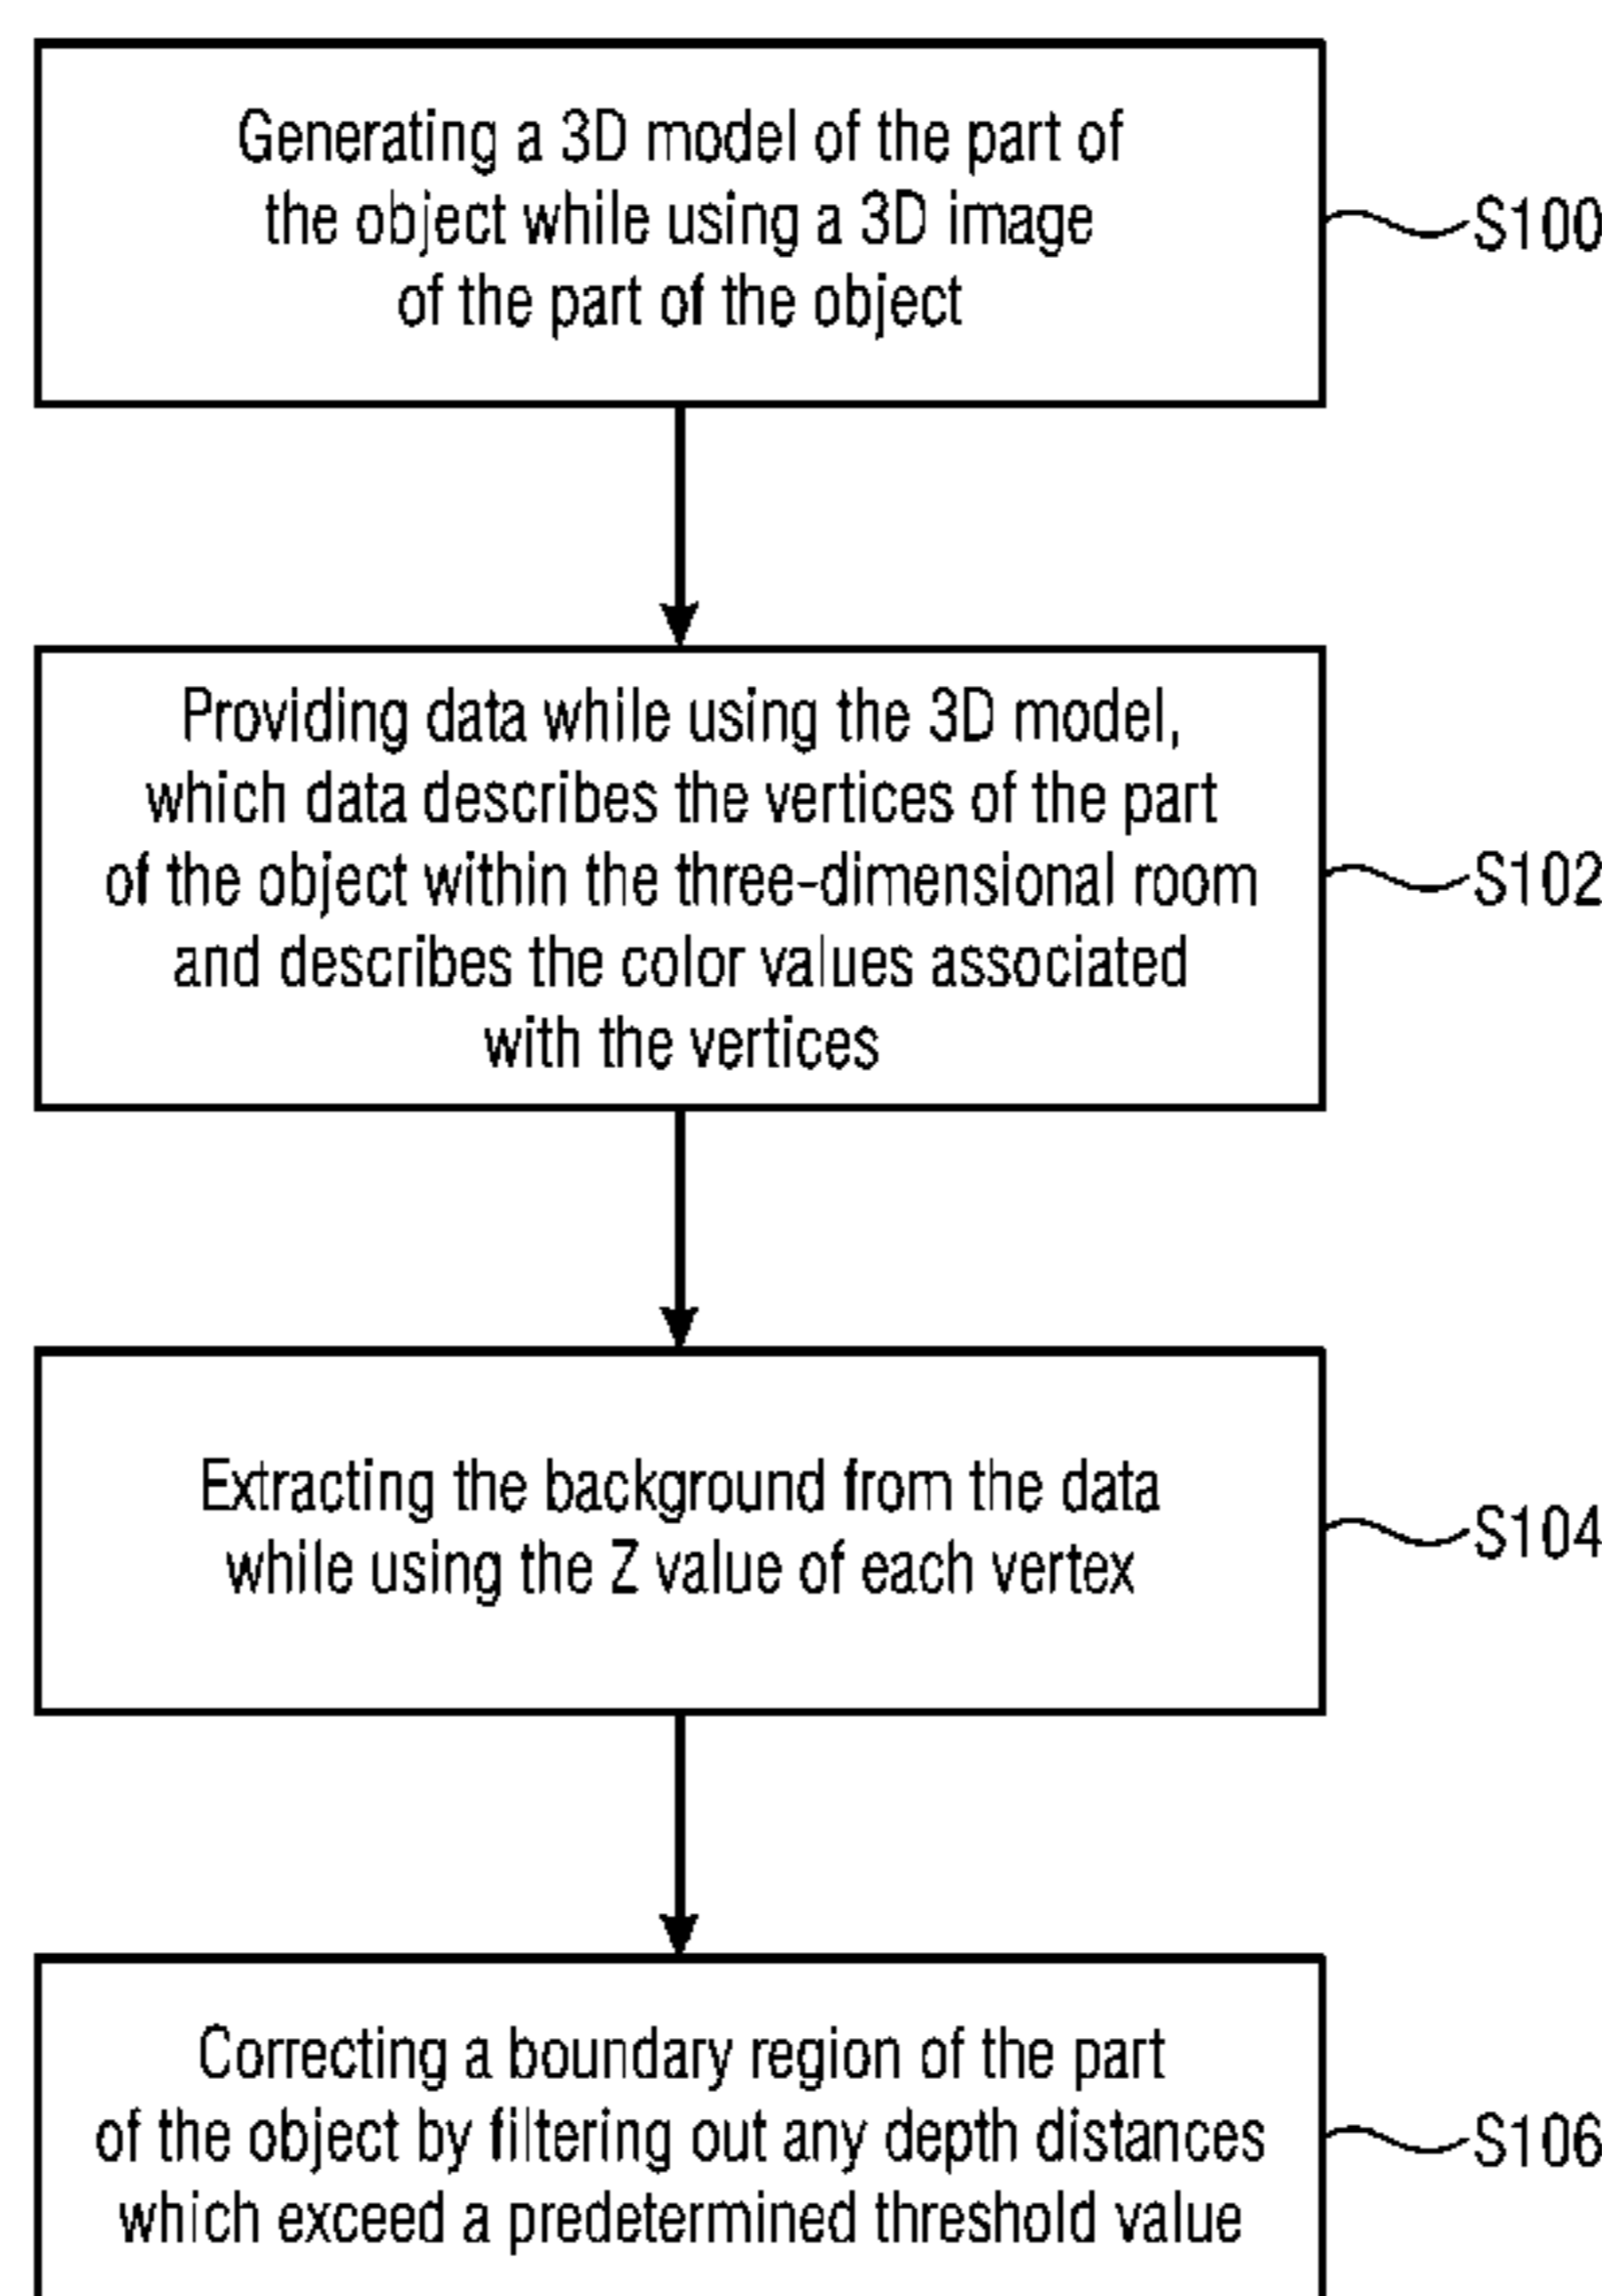 Generating a 3D model of the part of
the object while using a 3D image
of the part of the object
S100
Providing data while using the 3D model,
which data describes the vertices of the part
of the object within the three-dimensional room
and describes the color values associated
with the vertices
S102
Extracting the background from the data
while using the Z value of each vertex
S104
Correcting a boundary region of the part
of the object by filtering out any depth distances
which exceed a predetermined threshold value
S106